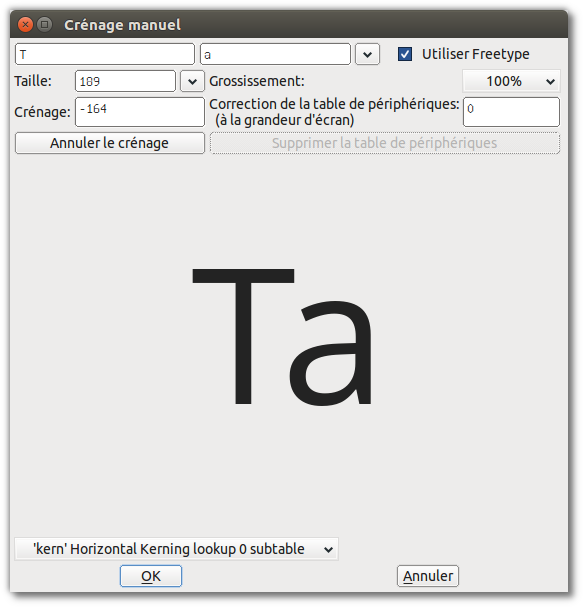 Crénage manuel
T a Utiliser Freetype
Taille: 189 Grossissement: 100%
Crénage: -164 Correction de la table de périphériques: 0
(à la grandeur d'écran)
Annuler le crénage Supprimer la table de périphériques
Ta
'kern' Horizontal Kerning lookup 0 subtable
OK Annuler